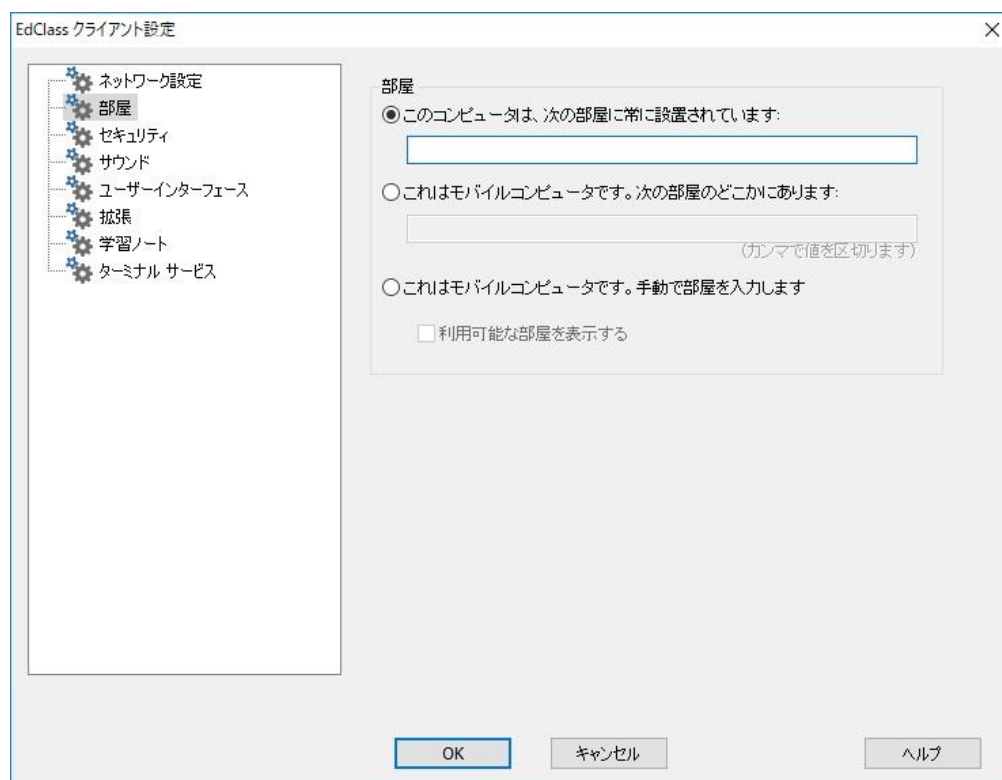 EdClass クライアント設定
ネットワーク設定
部屋
セキュリティ
サウンド
ユーザーインターフェース
拡張
学習ノート
ターミナル サービス
部屋
このコンピュータは、次の部屋に常に設置されています:
これはモバイルコンピュータです。次の部屋のどこかにあります:
(カンマで値を区切ります)
これはモバイルコンピュータです。手動で部屋を入力します
利用可能な部屋を表示する
OK
キャンセル
ヘルプ